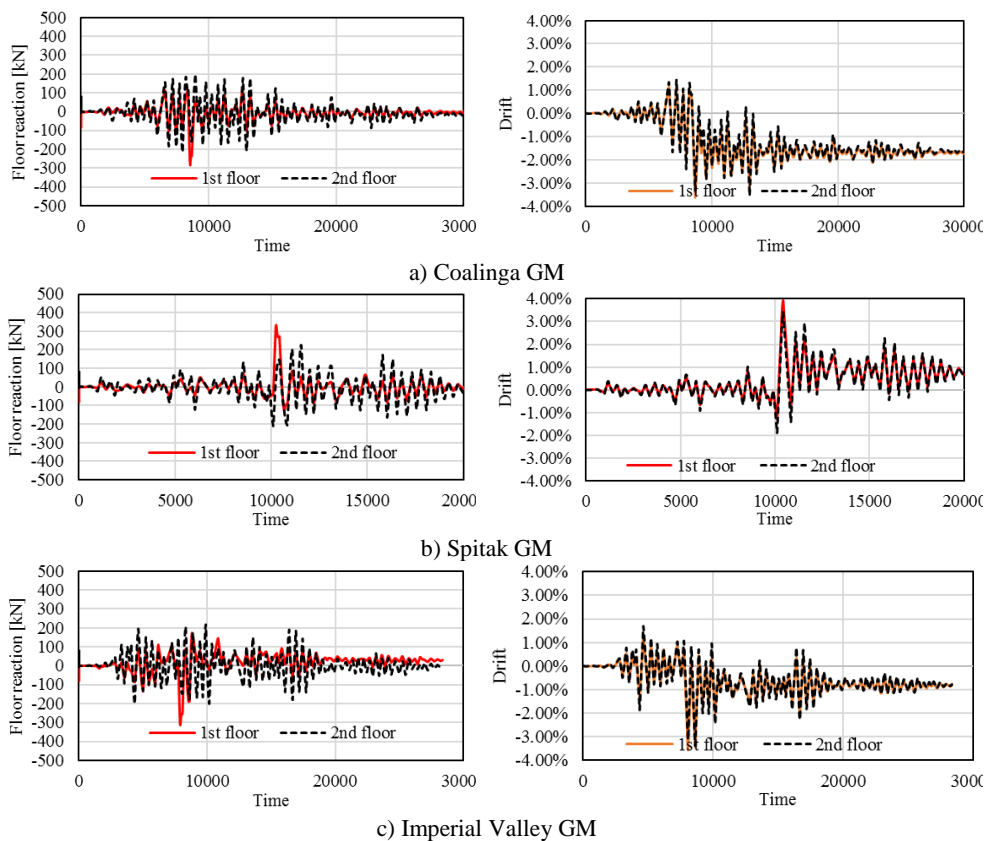 500
400
300
200
100
0
-100
-200
-300
-400
-500
Floor reaction [kN]
1st floor 2nd floor
0 10000 20000 3000
Time
4.00%
3.00%
2.00%
1.00%
0.00%
-1.00%
-2.00%
-3.00%
-4.00%
Drift
1st floor 2nd floor
0 10000 20000 30000
Time
a) Coalinga GM
500
400
300
200
100
0
-100
-200
-300
-400
-500
Floor reaction [kN]
1st floor 2nd floor
0 5000 10000 15000 2000
Time
4.00%
3.00%
2.00%
1.00%
0.00%
-1.00%
-2.00%
-3.00%
-4.00%
Drift
1st floor 2nd floor
0 5000 10000 15000 20000
Time
b) Spitak GM
500
400
300
200
100
0
-100
-200
-300
-400
-500
Floor reaction [kN]
1st floor 2nd floor
0 10000 20000 3000
Time
4.00%
3.00%
2.00%
1.00%
0.00%
-1.00%
-2.00%
-3.00%
-4.00%
Drift
1st floor 2nd floor
0 10000 20000 3000
Time
c) Imperial Valley GM